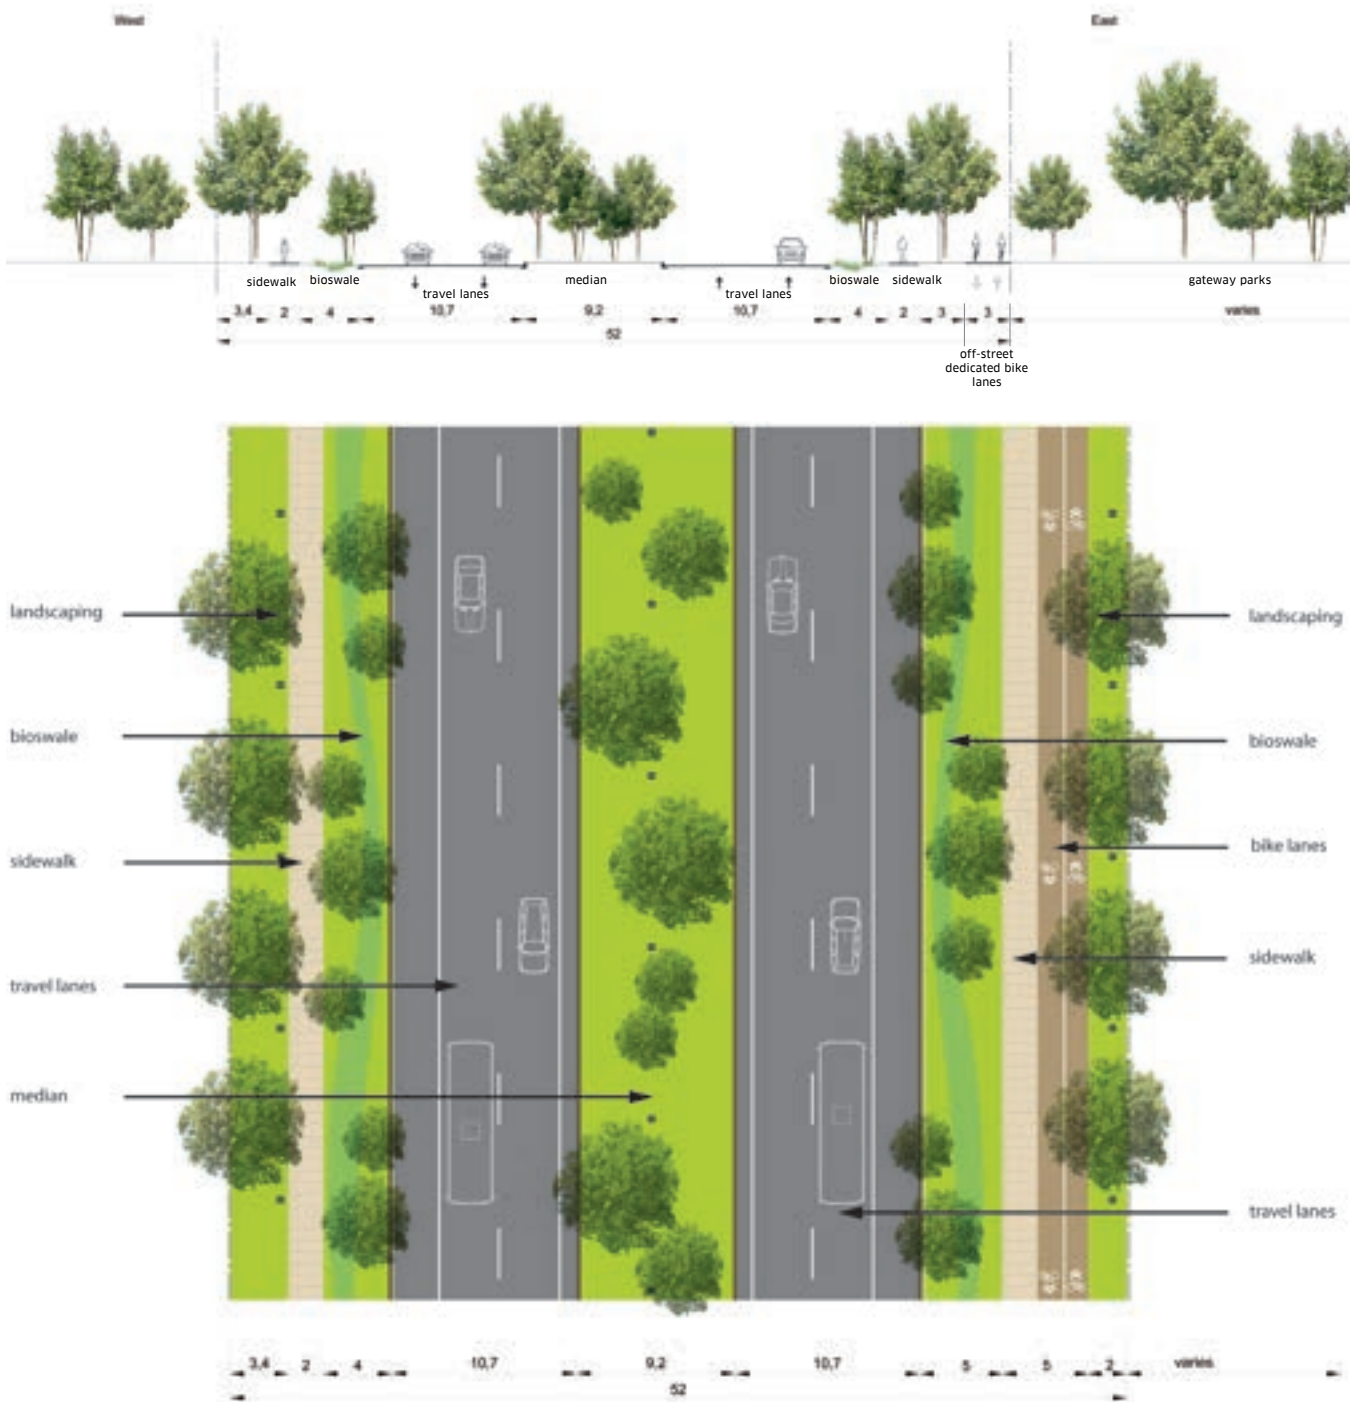 West East
sidewalk bioswale travel lanes median travel lanes bioswale sidewalk gateway parks
3,4 2 4 10,7 9,2 10,7 4 2 3 3 varies
52
off-street
dedicated bike
lanes
landscaping landscaping
bioswale bioswale
sidewalk bike lanes
travel lanes sidewalk
median
travel lanes
3,4 2 4 10,7 9,2 10,7 5 5 2 varies
52